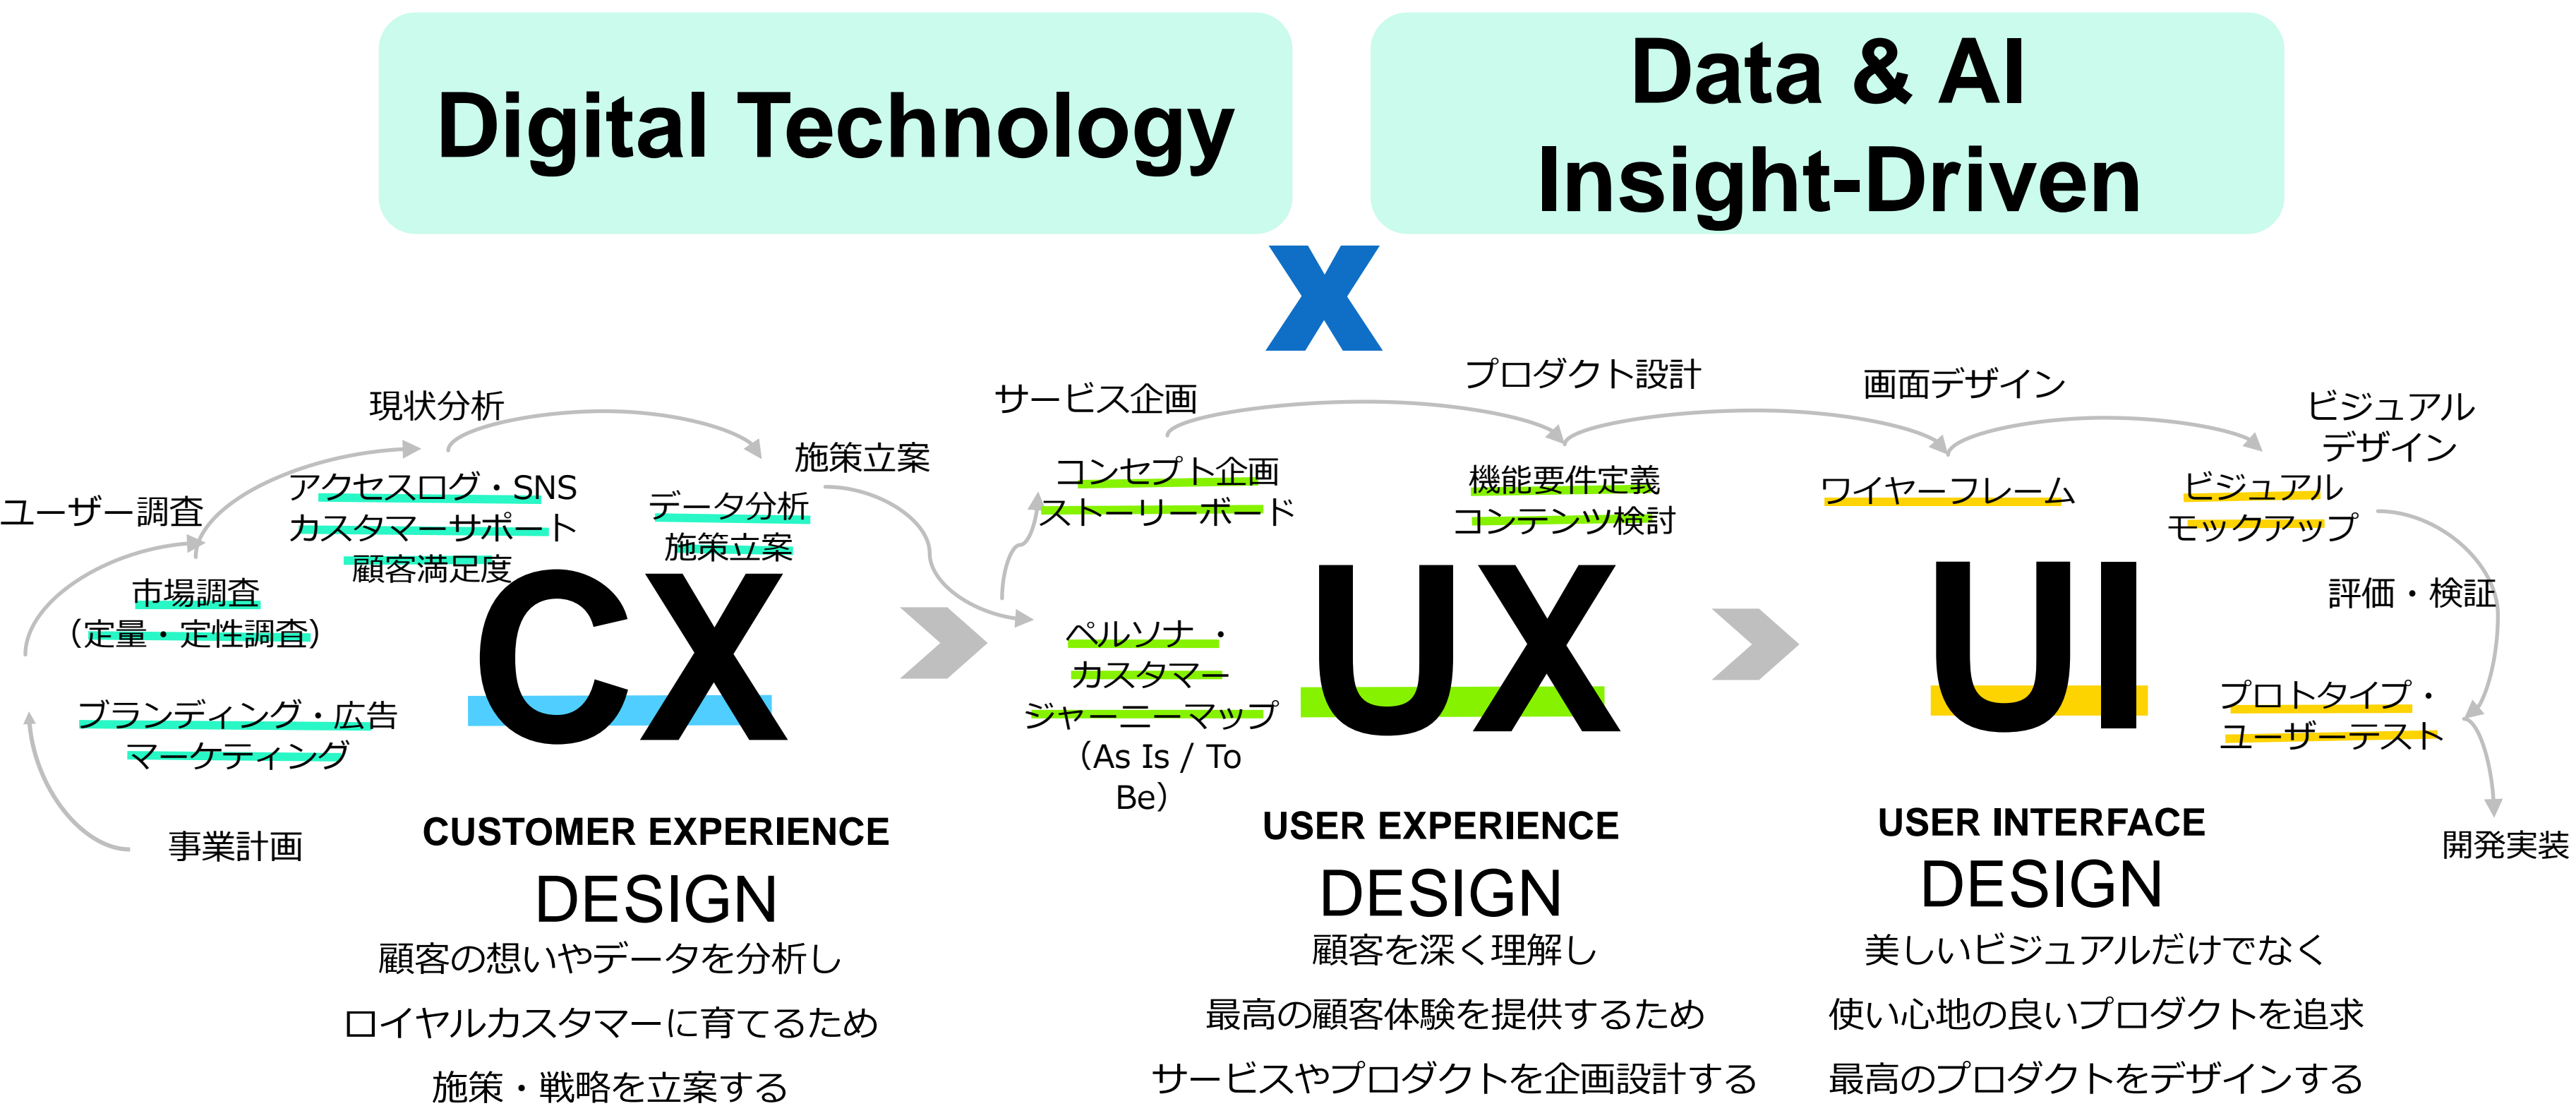 Digital Technology
Data & AI
Insight-Driven
X
事業計画
ブランディング・広告
マーケティング
ユーザー調査
市場調査
（定量・定性調査）
現状分析
アクセスログ・SNS
カスタマーサポート
顧客満足度
施策立案
データ分析
施策立案
CX
CUSTOMER EXPERIENCE
DESIGN
顧客の想いやデータを分析し
ロイヤルカスタマーに育てるため
施策・戦略を立案する
サービス企画
コンセプト企画
ストーリーボード
ペルソナ ・
カスタマー
ジャーニーマップ
（As Is / To
Be）
プロダクト設計
機能要件定義
コンテンツ検討
UX
USER EXPERIENCE
DESIGN
顧客を深く理解し
最高の顧客体験を提供するため
サービスやプロダクトを企画設計する
画面デザイン
ワイヤーフレーム
ビジュアル
デザイン
ビジュアル
モックアップ
評価・検証
プロトタイプ・
ユーザーテスト
開発実装
UI
USER INTERFACE
DESIGN
美しいビジュアルだけでなく
使い心地の良いプロダクトを追求
最高のプロダクトをデザインする